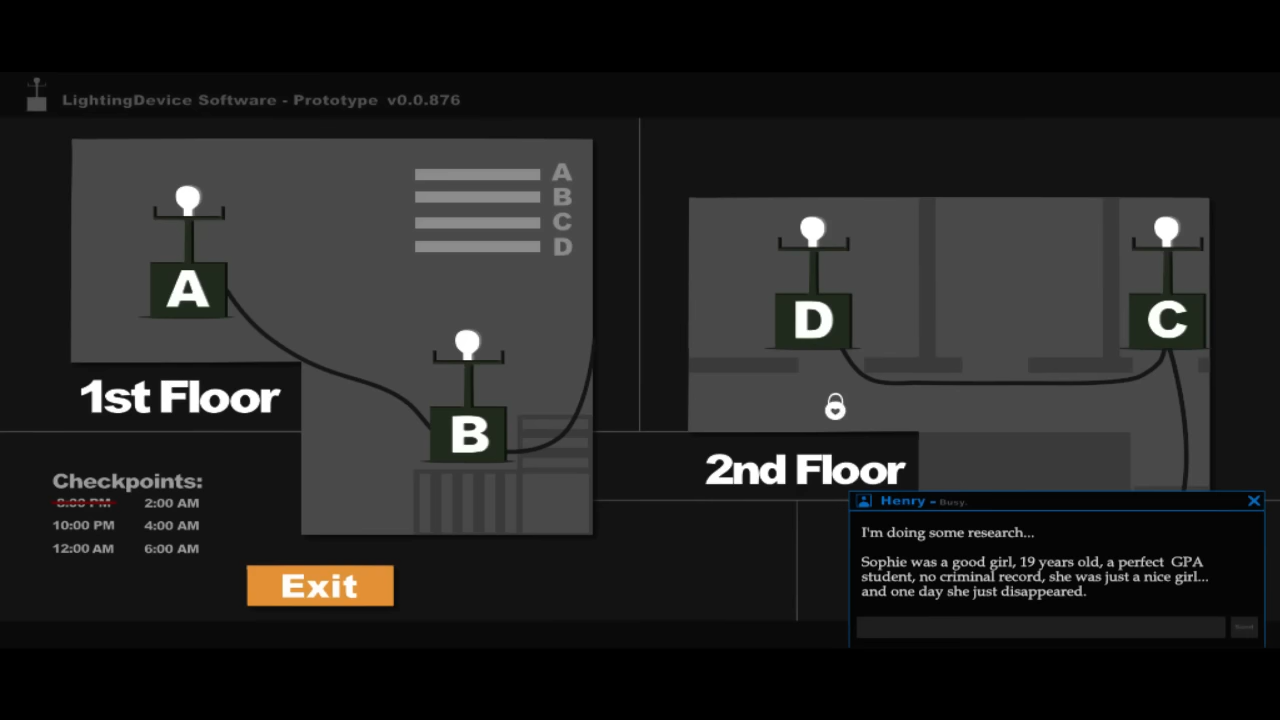 LightingDevice Software - Prototype v0.0.876
A
B
C
D
A
B
D
C
1st Floor
2nd Floor
Checkpoints:
8:00 PM 2:00 AM
10:00 PM 4:00 AM
12:00 AM 6:00 AM
Exit
Henry - Busy.
I'm doing some research...
Sophie was a good girl, 19 years old, a perfect GPA
student, no criminal record, she was just a nice girl...
and one day she just disappeared.
Send